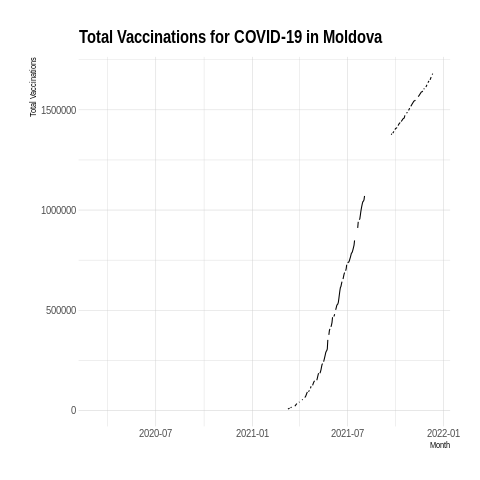 Total Vaccinations for COVID-19 in Moldova
Total Vaccinations
1500000
1000000
500000
0
2020-07
2021-01
2021-07
2022-01
Month